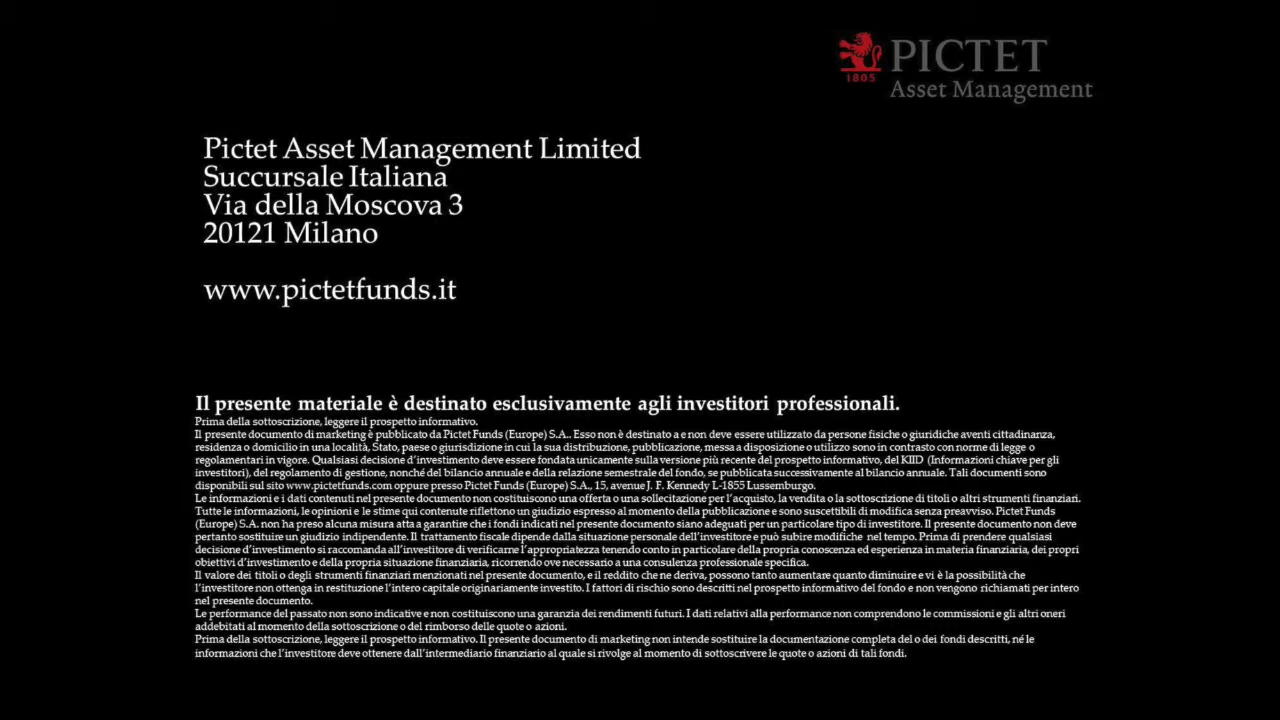 PICTET
1805
Asset Management
Pictet Asset Management Limited
Succursale Italiana
Via della Moscova 3
20121 Milano
www.pictetfunds.it
Il presente materiale è destinato esclusivamente agli investitori professionali.
Prima della sottoscrizione, leggere il prospetto informativo.
Il presente documento di marketing è pubblicato da Pictet Funds (Europe) S.A.. Esso non è destinato a e non deve essere utilizzato da persone fisiche o giuridiche aventi cittadinanza,
residenza o domicilio in una località, Stato, paese o giurisdizione in cui la sua distribuzione, pubblicazione, messa a disposizione o utilizzo sono in contrasto con norme di legge o
regolamentari in vigore. Qualsiasi decisione d'investimento deve essere fondata unicamente sulla versione più recente del prospetto informativo, del KIID (Informazioni chiave per gli
investitori), del regolamento di gestione, nonché del bilancio annuale e della relazione semestrale del fondo, se pubblicata successivamente al bilancio annuale. Tali documenti sono
disponibili sul sito www.pictetfunds.com oppure presso Pictet Funds (Europe) S.A., 15, avenue J. F. Kennedy L-1855 Lussemburgo.
Le informazioni e i dati contenuti nel presente documento non costituiscono una offerta o una sollecitazione per l'acquisto, la vendita o la sottoscrizione di titoli o altri strumenti finanziari.
Tutte le informazioni, le opinioni e le stime qui contenute riflettono un giudizio espresso al momento della pubblicazione e sono suscettibili di modifica senza preavviso. Pictet Funds
(Europe) S.A. non ha preso alcuna misura atta a garantire che i fondi indicati nel presente documento siano adeguati per un particolare tipo di investitore. Il presente documento non deve
pertanto sostituire un giudizio indipendente. Il trattamento fiscale dipende dalla situazione personale dell'investitore e può subire modifiche nel tempo. Prima di prendere qualsiasi
decisione d'investimento si raccomanda all'investitore di verificarne l'appropriatezza tenendo conto in particolare della propria conoscenza ed esperienza in materia finanziaria, dei propri
obiettivi d'investimento e della propria situazione finanziaria, ricorrendo ove necessario a una consulenza professionale specifica.
Il valore dei titoli o degli strumenti finanziari menzionati nel presente documento, e il reddito che ne deriva, possono tanto aumentare quanto diminuire e vi è la possibilità che
l'investitore non ottenga in restituzione l'intero capitale originariamente investito. I fattori di rischio sono descritti nel prospetto informativo del fondo e non vengono richiamati per intero
nel presente documento.
Le performance del passato non sono indicative e non costituiscono una garanzia dei rendimenti futuri. I dati relativi alla performance non comprendono le commissioni e gli altri oneri
addebitati al momento della sottoscrizione o del rimborso delle quote o azioni.
Prima della sottoscrizione, leggere il prospetto informativo. Il presente documento di marketing non intende sostituire la documentazione completa del o dei fondi descritti, né le
informazioni che l'investitore deve ottenere dall'intermediario finanziario al quale si rivolge al momento di sottoscrivere le quote o azioni di tali fondi.